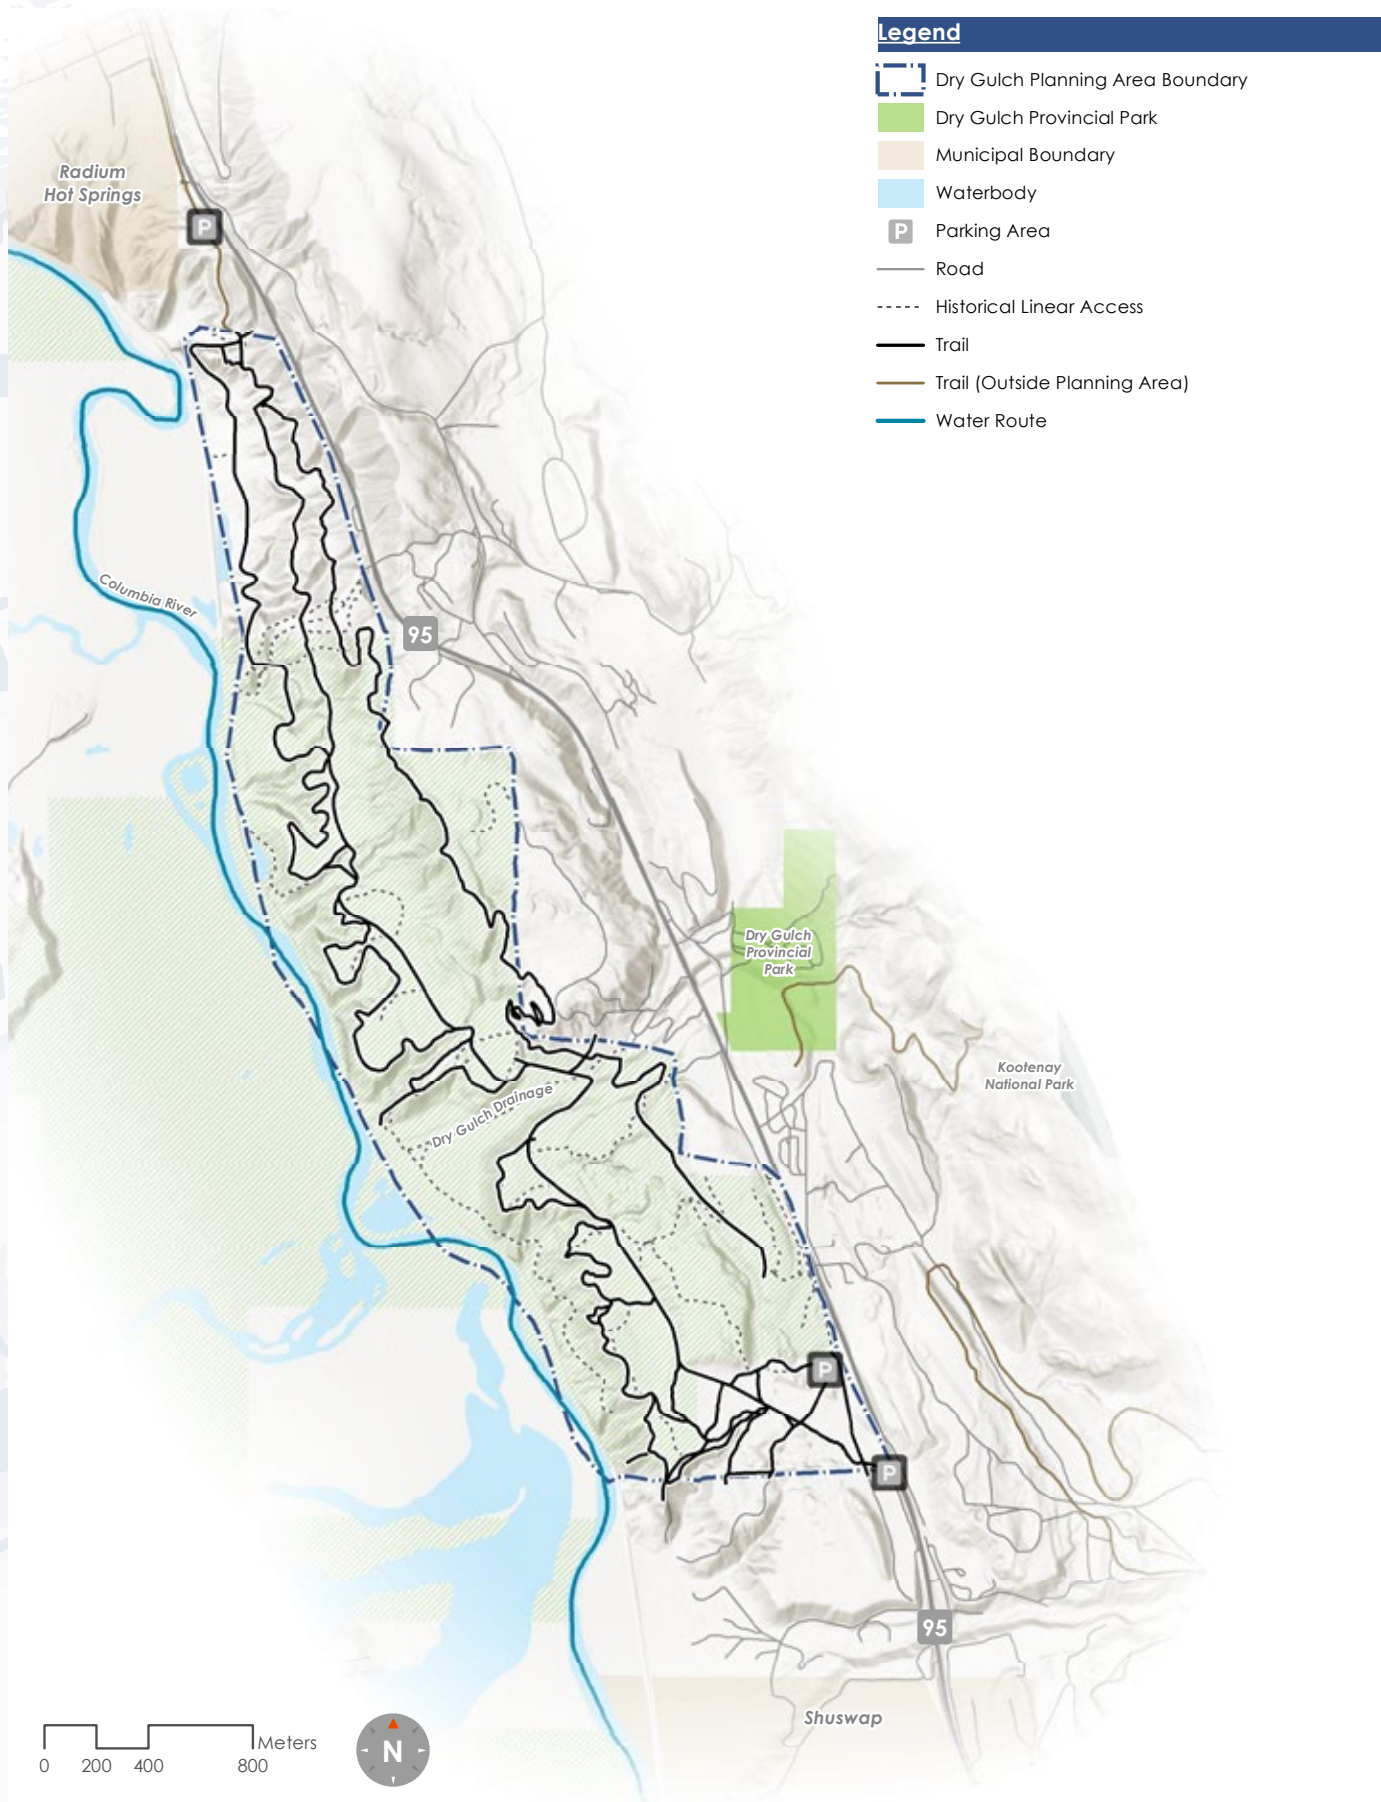 Legend
Dry Gulch Planning Area Boundary
Dry Gulch Provincial Park
Municipal Boundary
Waterbody
P
Parking Area
Road
Historical Linear Access
Trail
Trail (Outside Planning Area)
Water Route
Radium
Hot Springs
P
Columbia River
95
Dry Gulch
Provincial
Park
Kootenay
National Park
Dry Gulch Drainage
P
P
95
Shuswap
Meters
0 200 400 800
N